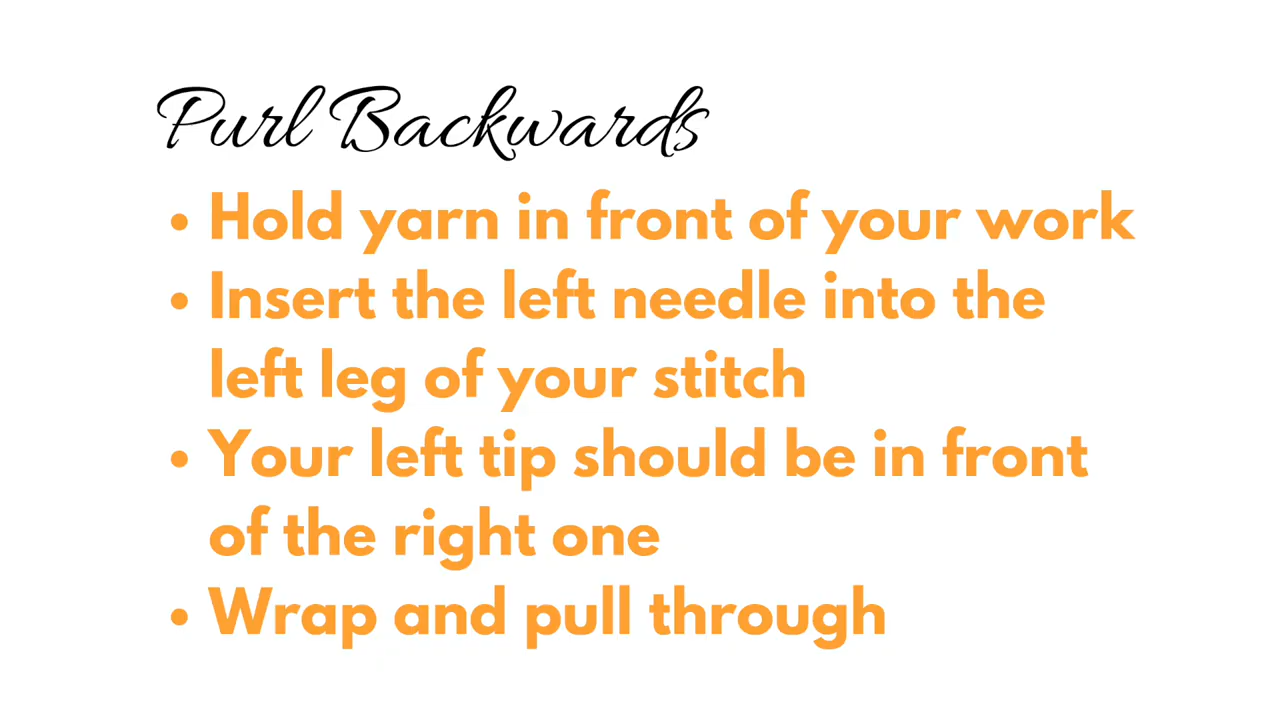 Purl Backwards
• Hold yarn in front of your work
• Insert the left needle into the
left leg of your stitch
• Your left tip should be in front
of the right one
• Wrap and pull through